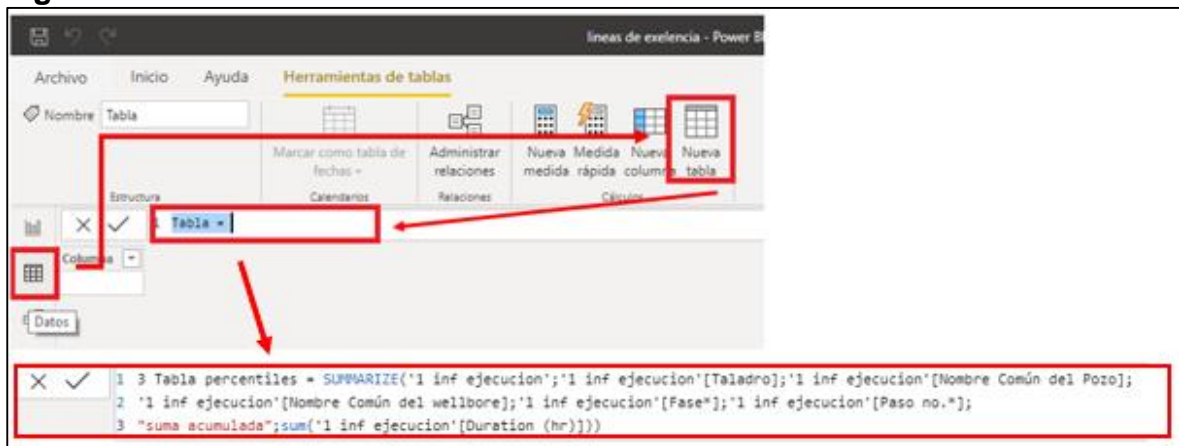 lineas de exelencia - Power B
Archivo Inicio Ayuda Herramientas de tablas
Nombre Tabla
Marcar como tabla de fechas
Administrar relaciones
Nueva medida
Medida rápida
Nueva columna
Nueva tabla
Estructura Calendarios Relaciones Cálculos
1 Tabla =
Columna
Datos
1 3 Tabla percentiles = SUMMARIZE('1 inf ejecucion';'1 inf ejecucion'[Taladro];'1 inf ejecucion'[Nombre Común del Pozo];
2 '1 inf ejecucion'[Nombre Común del wellbore];'1 inf ejecucion'[Fase*];'1 inf ejecucion'[Paso no.*];
3 "suma acumulada";sum('1 inf ejecucion'[Duration (hr)]))